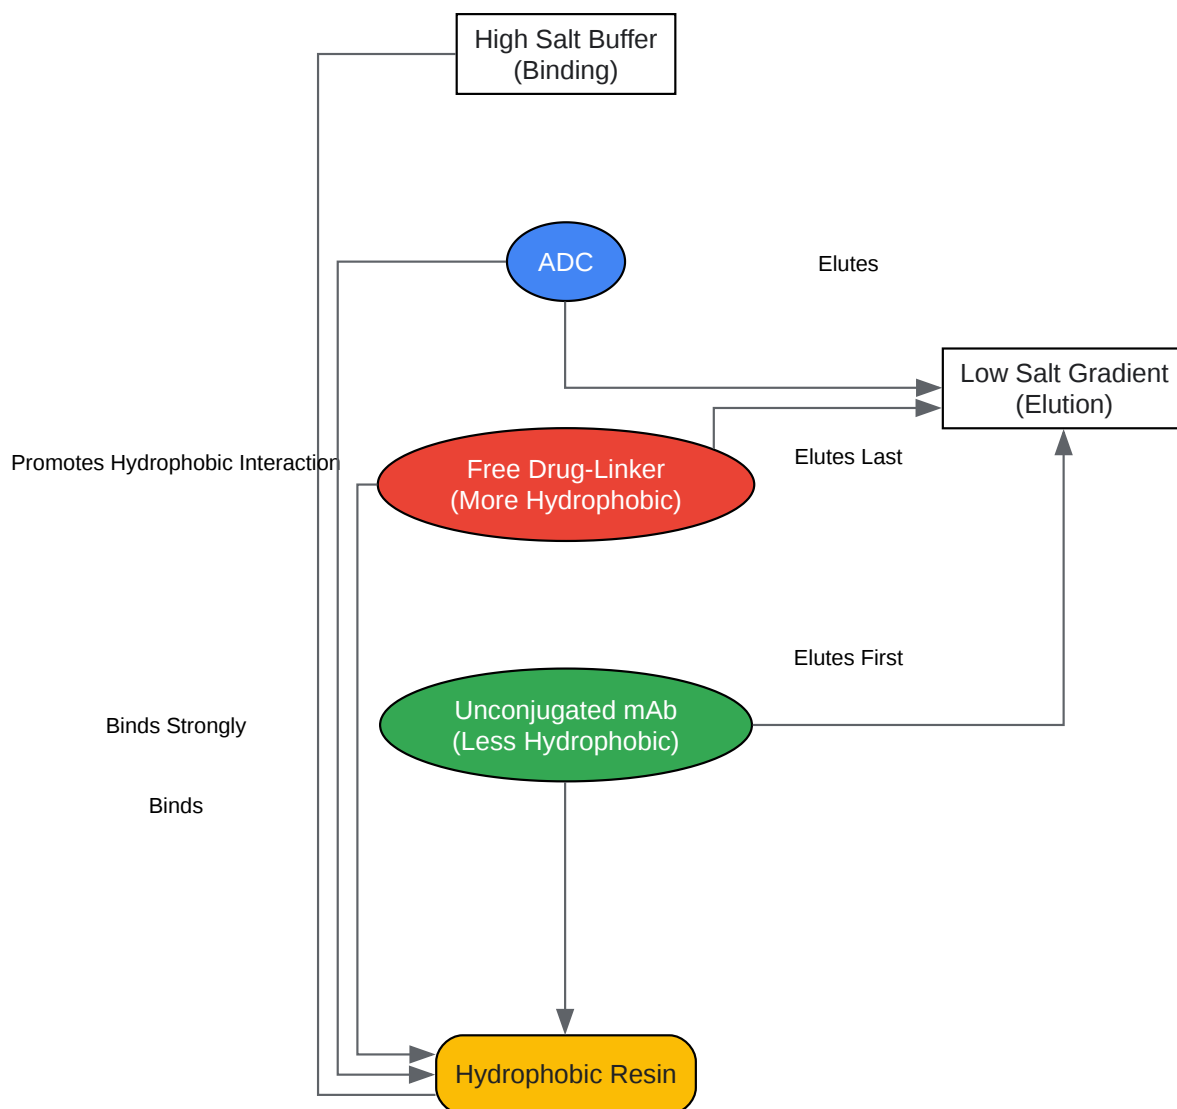 High Salt Buffer
(Binding)
ADC
Elutes
Low Salt Gradient
(Elution)
Promotes Hydrophobic Interaction
Free Drug-Linker
(More Hydrophobic)
Elutes Last
Elutes First
Unconjugated mAb
(Less Hydrophobic)
Binds Strongly
Binds
Hydrophobic Resin